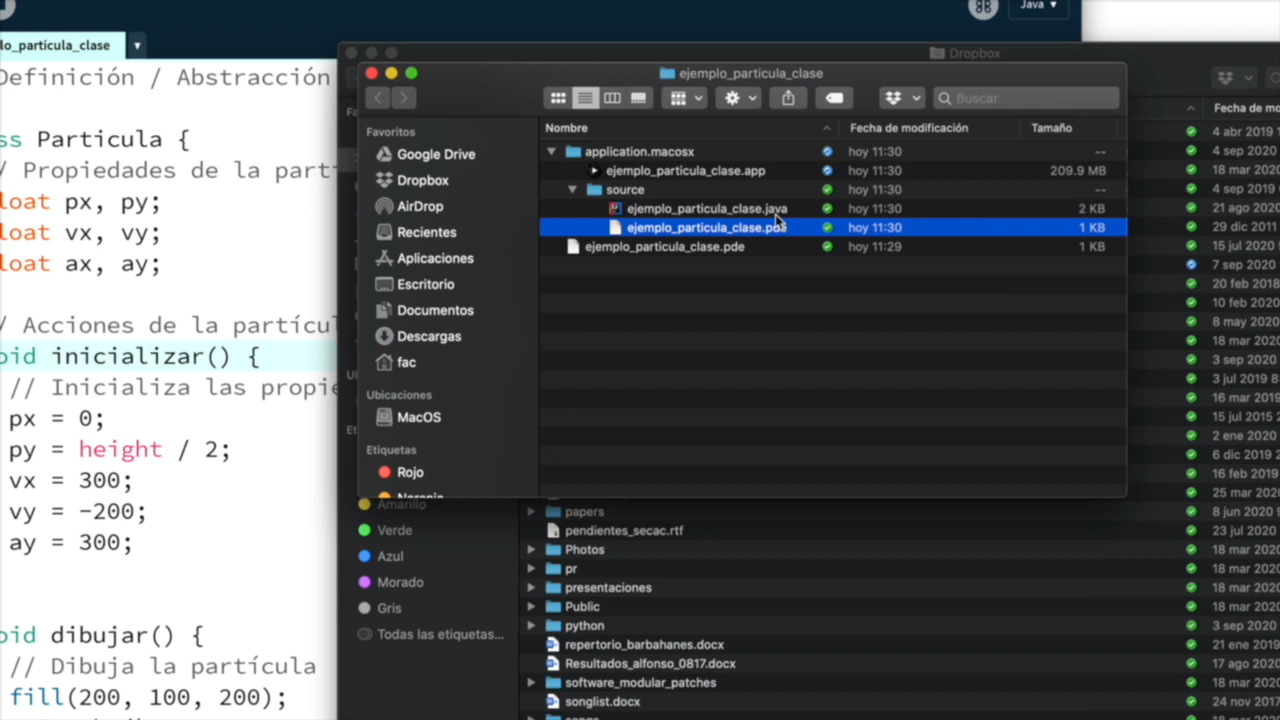 Java ▾
lo_particula_clase
Definición / Abstracción
ss Particula {
/ Propiedades de la part
loat px, py;
loat vx, vy;
loat ax, ay;
/ Acciones de la partícul
oid inicializar() {
// Inicializa las propie
px = 0;
py = height / 2;
vx = 300;
vy = -200;
ay = 300;
oid dibujar() {
// Dibuja la partícula
fill(200, 100, 200);
Dropbox
ejemplo_particula_clase
Buscar
Favoritos
Google Drive
Dropbox
AirDrop
Recientes
Aplicaciones
Escritorio
Documentos
Descargas
fac
Ubicaciones
MacOS
Etiquetas
Rojo
Naranja
Amarillo
Verde
Azul
Morado
Gris
Todas las etiquetas...
Nombre Fecha de modificación Tamaño
application.macosx hoy 11:30 --
ejemplo_particula_clase.app hoy 11:30 209.9 MB
source hoy 11:30 --
ejemplo_particula_clase.java hoy 11:30 2 KB
ejemplo_particula_clase.pde hoy 11:30 1 KB
ejemplo_particula_clase.pde hoy 11:29 1 KB
papers
pendientes_secac.rtf
Photos
pr
presentaciones
Public
python
repertorio_barbahanes.docx
Resultados_alfonso_0817.docx
software_modular_patches
songlist.docx
Fecha de mo
4 abr 2019
4 sep 2020
18 mar 2020
4 sep 2019
21 ago 2020
29 dic 2011
15 jul 2020
7 sep 2020
20 feb 2018
10 feb 2020
8 may 2020
18 mar 2020
3 sep 2020
3 jul 2019 8
16 mar 2019
15 jul 2015
2 ene 2020
6 dic 2019
16 feb 2019
25 mar 2020
8 jun 2020
23 jul 2020
18 mar 2020
18 mar 2020
18 mar 2020
18 mar 2020
3 sep 2020
21 ene 2019
17 ago 2020
18 mar 2020
24 nov 2017